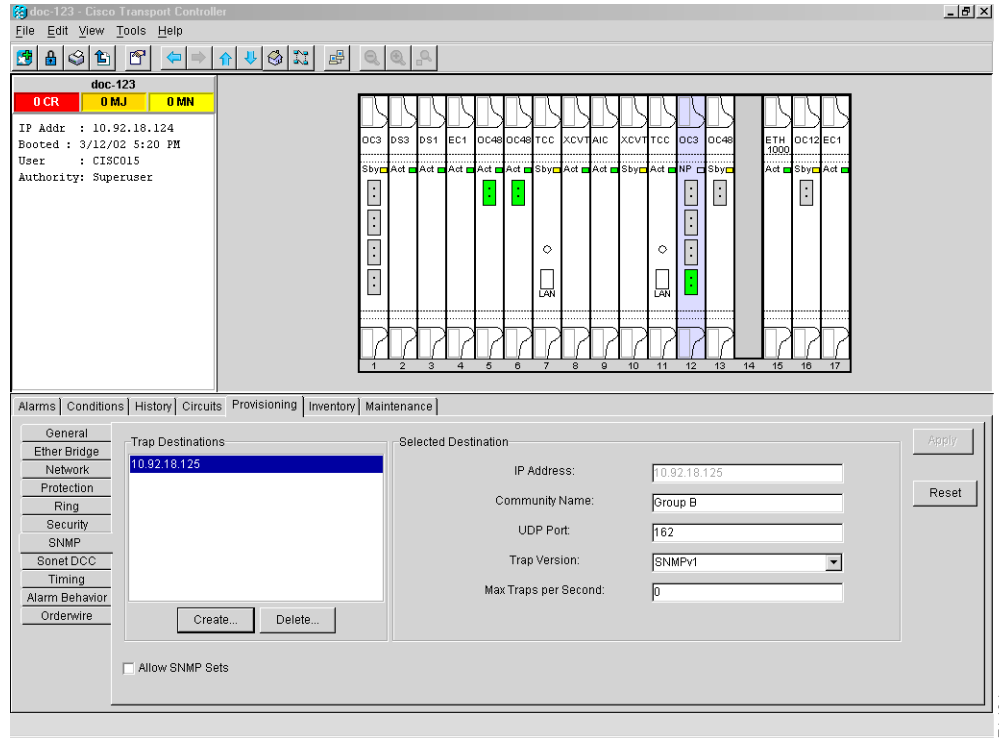 doc-123 - Cisco Transport Controller
File Edit View Tools Help
doc-123
0 CR 0 MJ 0 MN
IP Addr : 10.92.18.124
Booted : 3/12/02 5:20 PM
User : CISCO15
Authority: Superuser
OC3 DS3 DS1 EC1 OC48 OC48 TCC XCVT AIC XCVT TCC OC3 OC48 ETH 1000 OC12 EC1
Sby Act Act Act Act Act Sby Act Act Sby Act NP Sby Act Sby Act
LAN LAN
1 2 3 4 5 6 7 8 9 10 11 12 13 14 15 16 17
Alarms Conditions History Circuits Provisioning Inventory Maintenance
General
Ether Bridge
Network
Protection
Ring
Security
SNMP
Sonet DCC
Timing
Alarm Behavior
Orderwire
Trap Destinations
10.92.18.125
Create... Delete...
Allow SNMP Sets
Selected Destination
IP Address: 10.92.18.125
Community Name: Group B
UDP Port: 162
Trap Version: SNMPv1
Max Traps per Second: 0
Apply
Reset